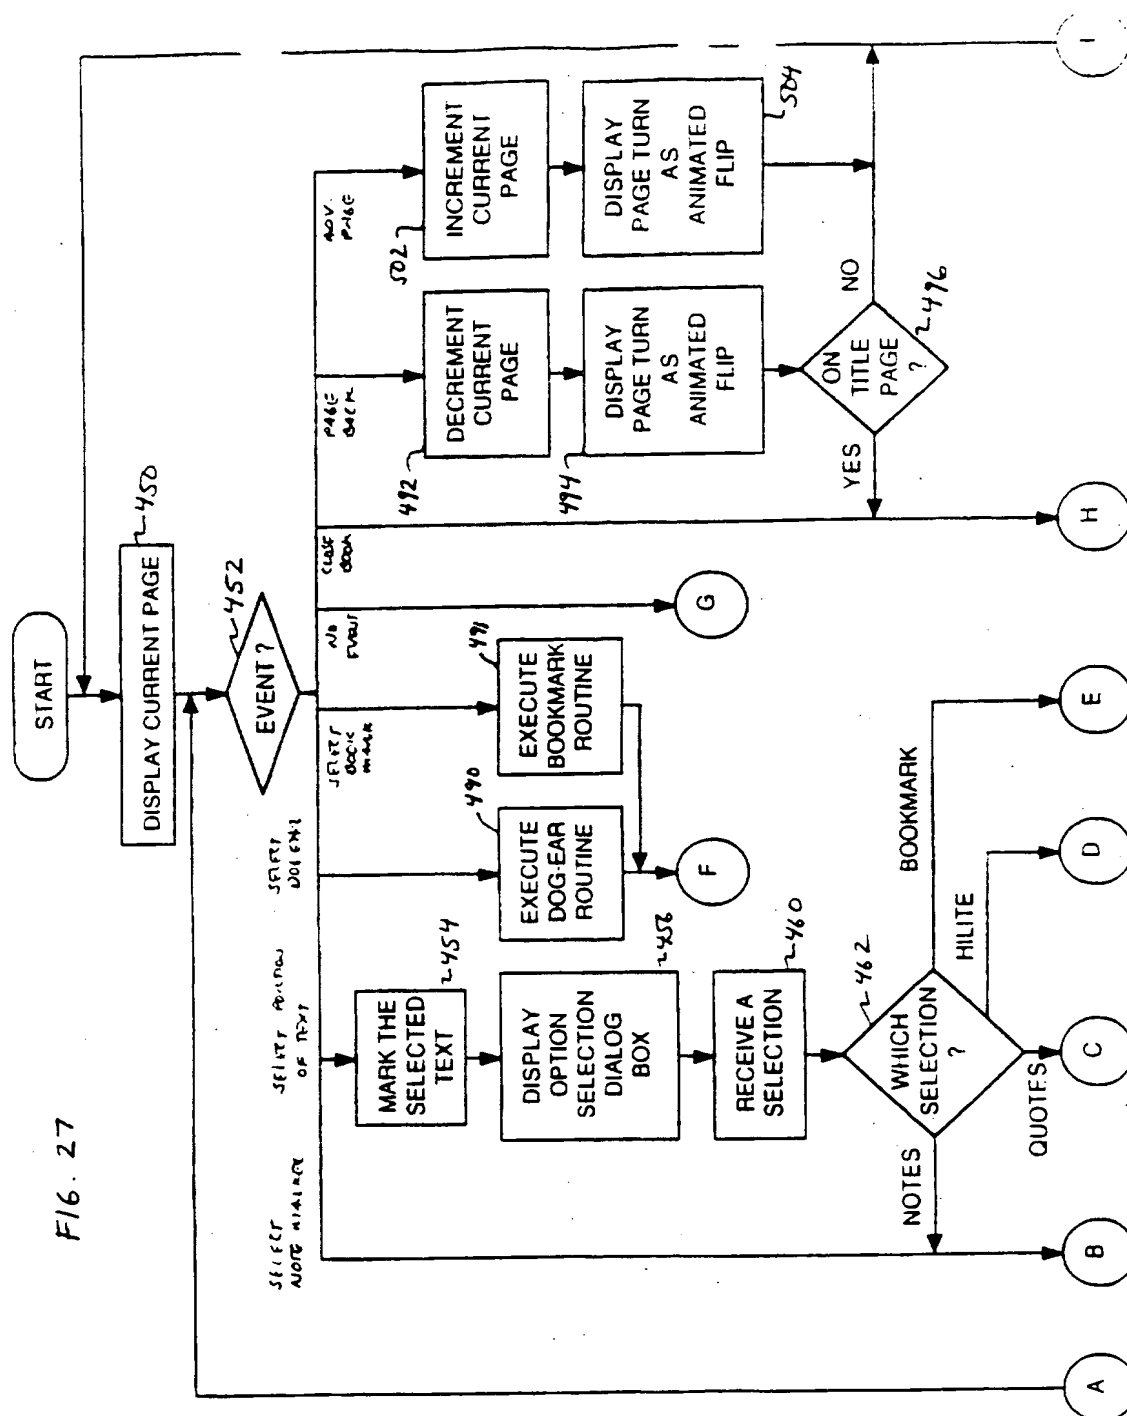 FIG. 27
START
DISPLAY CURRENT PAGE
450
EVENT ?
452
SELECT
NOTE MARKER
SELECT PORTION
OF TEXT
SELECT
DOG EAR
SELECT
BOOK
MARK
NO
EVENT
CLOSE
BOOK
PAGE
BACK
ADV.
PAGE
MARK THE
SELECTED
TEXT
454
DISPLAY
OPTION
SELECTION
DIALOG
BOX
456
RECEIVE A
SELECTION
460
WHICH
SELECTION
?
462
NOTES
QUOTES
HILITE
BOOKMARK
EXECUTE
DOG-EAR
ROUTINE
490
EXECUTE
BOOKMARK
ROUTINE
491
DECREMENT
CURRENT
PAGE
492
DISPLAY
PAGE TURN
AS
ANIMATED
FLIP
494
ON
TITLE
PAGE
?
496
YES
NO
INCREMENT
CURRENT
PAGE
502
DISPLAY
PAGE TURN
AS
ANIMATED
FLIP
504
A
B
C
D
E
F
G
H
I